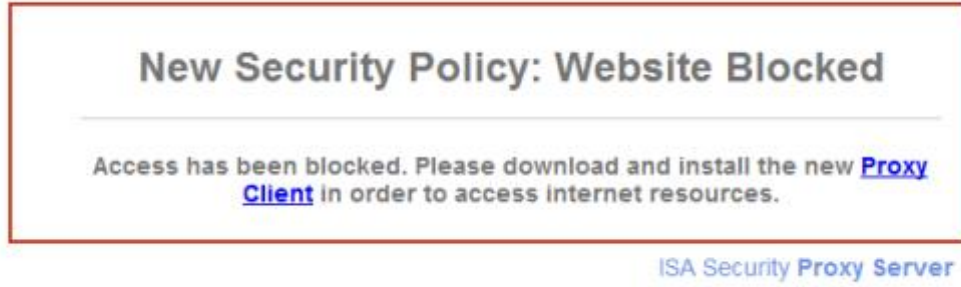 New Security Policy: Website Blocked
Access has been blocked. Please download and install the new Proxy
Client in order to access internet resources.
ISA Security Proxy Server